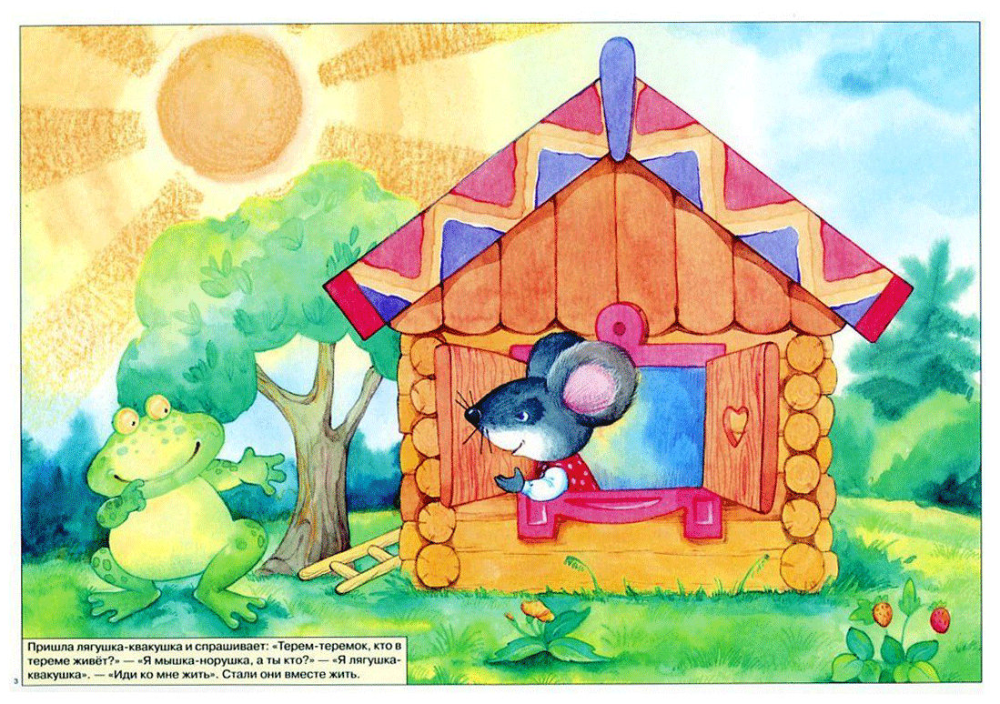 Пришла лягушка-квакушка и спрашивает: «Терем-теремок, кто в
тереме живёт?» — «Я мышка-норушка, а ты кто?» — «Я лягушка-
квакушка». — «Иди ко мне жить». Стали они вместе жить.
3